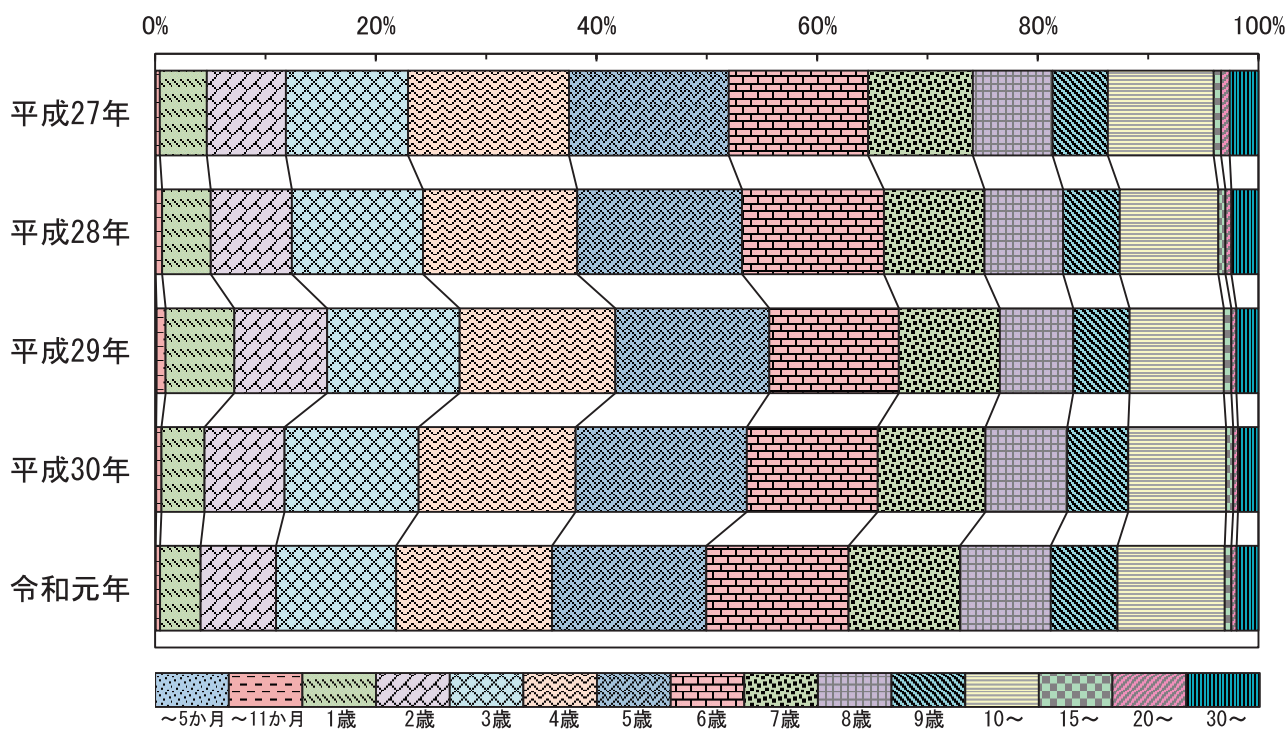 0% 20% 40% 60% 80% 100%
平成27年
平成28年
平成29年
平成30年
令和元年
～5か月 ～11か月 1歳 2歳 3歳 4歳 5歳 6歳 7歳 8歳 9歳 10～ 15～ 20～ 30～